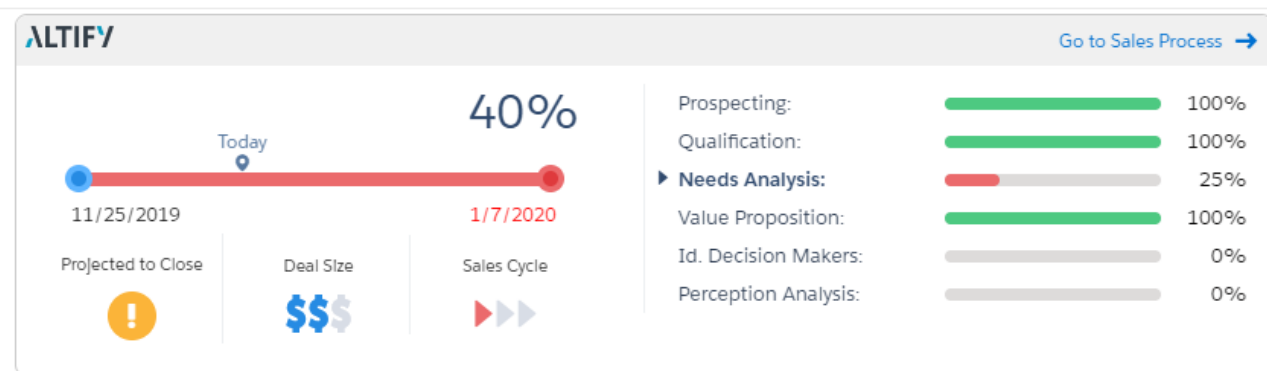 ALTIFY
Go to Sales Process
40%
Today
11/25/2019
1/7/2020
Projected to Close
Deal Size
Sales Cycle
!
$$$
Prospecting: 100%
Qualification: 100%
Needs Analysis: 25%
Value Proposition: 100%
Id. Decision Makers: 0%
Perception Analysis: 0%